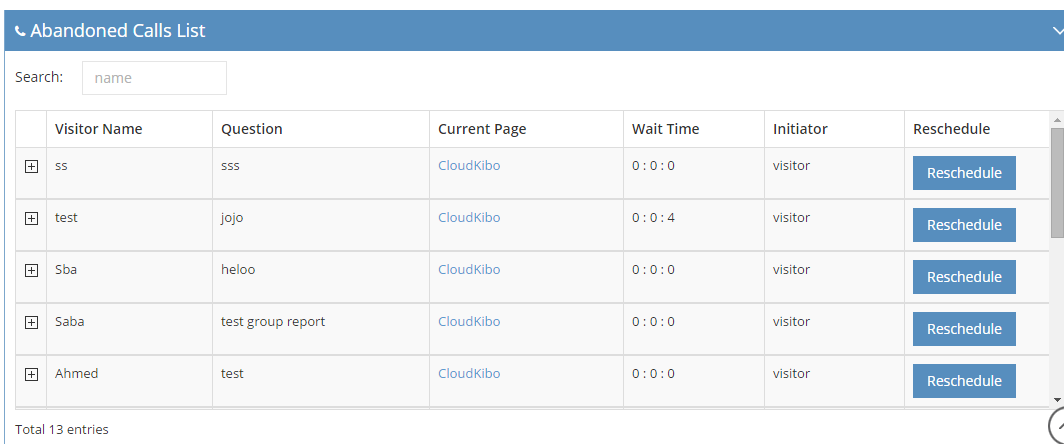 Abandoned Calls List
Search: name
Visitor Name Question Current Page Wait Time Initiator Reschedule
ss sss CloudKibo 0 : 0 : 0 visitor Reschedule
test jojo CloudKibo 0 : 0 : 4 visitor Reschedule
Sba heloo CloudKibo 0 : 0 : 0 visitor Reschedule
Saba test group report CloudKibo 0 : 0 : 0 visitor Reschedule
Ahmed test CloudKibo 0 : 0 : 0 visitor Reschedule
Total 13 entries